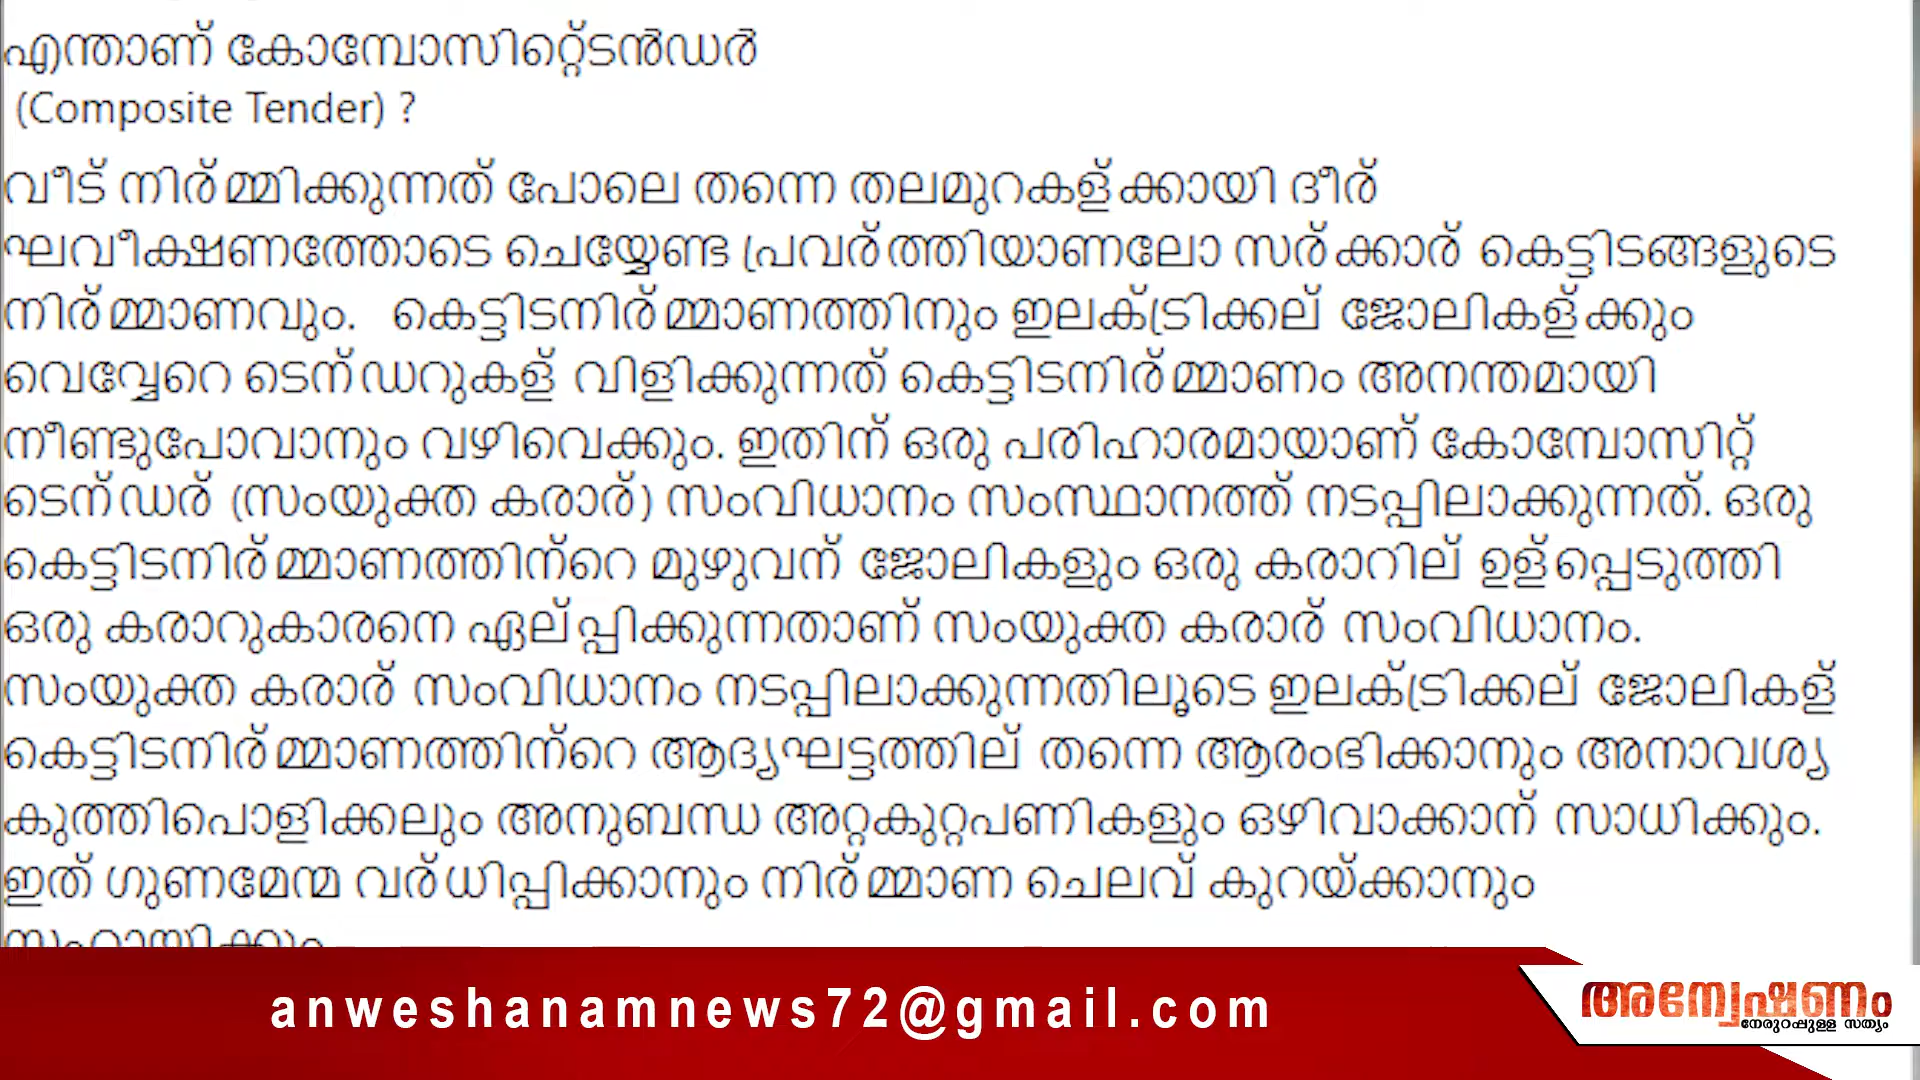 എന്താണ് കോമ്പോസിറ്റ്ടെൻഡർ
(Composite Tender) ?
വീട് നിര്‍മ്മിക്കുന്നത് പോലെ തന്നെ തലമുറകള്‍ക്കായി ദീര്‍
ഘവീക്ഷണത്തോടെ ചെയ്യേണ്ട പ്രവര്‍ത്തിയാണലോ സര്‍ക്കാര്‍ കെട്ടിടങ്ങളുടെ
നിര്‍മ്മാണവും. കെട്ടിടനിര്‍മ്മാണത്തിനും ഇലക്ട്രിക്കല്‍ ജോലികള്‍ക്കും
വെവ്വേറെ ടെന്‍ഡറുകള്‍ വിളിക്കുന്നത് കെട്ടിടനിര്‍മ്മാണം അനന്തമായി
നീണ്ടുപോവാനും വഴിവെക്കും. ഇതിന് ഒരു പരിഹാരമായാണ് കോമ്പോസിറ്റ്
ടെന്‍ഡര്‍ (സംയുക്ത കരാര്‍) സംവിധാനം സംസ്ഥാനത്ത് നടപ്പിലാക്കുന്നത്. ഒരു
കെട്ടിടനിര്‍മ്മാണത്തിന്‍റെ മുഴുവന്‍ ജോലികളും ഒരു കരാറില്‍ ഉള്‍പ്പെടുത്തി
ഒരു കരാറുകാരനെ ഏല്‍പ്പിക്കുന്നതാണ് സംയുക്ത കരാര്‍ സംവിധാനം.
സംയുക്ത കരാര്‍ സംവിധാനം നടപ്പിലാക്കുന്നതിലൂടെ ഇലക്ട്രിക്കല്‍ ജോലികള്‍
കെട്ടിടനിര്‍മ്മാണത്തിന്‍റെ ആദ്യഘട്ടത്തില്‍ തന്നെ ആരംഭിക്കാനും അനാവശ്യ
കുത്തിപൊളിക്കലും അനുബന്ധ അറ്റകുറ്റപണികളും ഒഴിവാക്കാന്‍ സാധിക്കും.
ഇത് ഗുണമേന്മ വര്‍ധിപ്പിക്കാനും നിര്‍മ്മാണ ചെലവ് കുറയ്ക്കാനും
സഹായിക്കും
anweshanamnews72@gmail.com
അന്വേഷണം
നേരുറപ്പുള്ള സത്യം